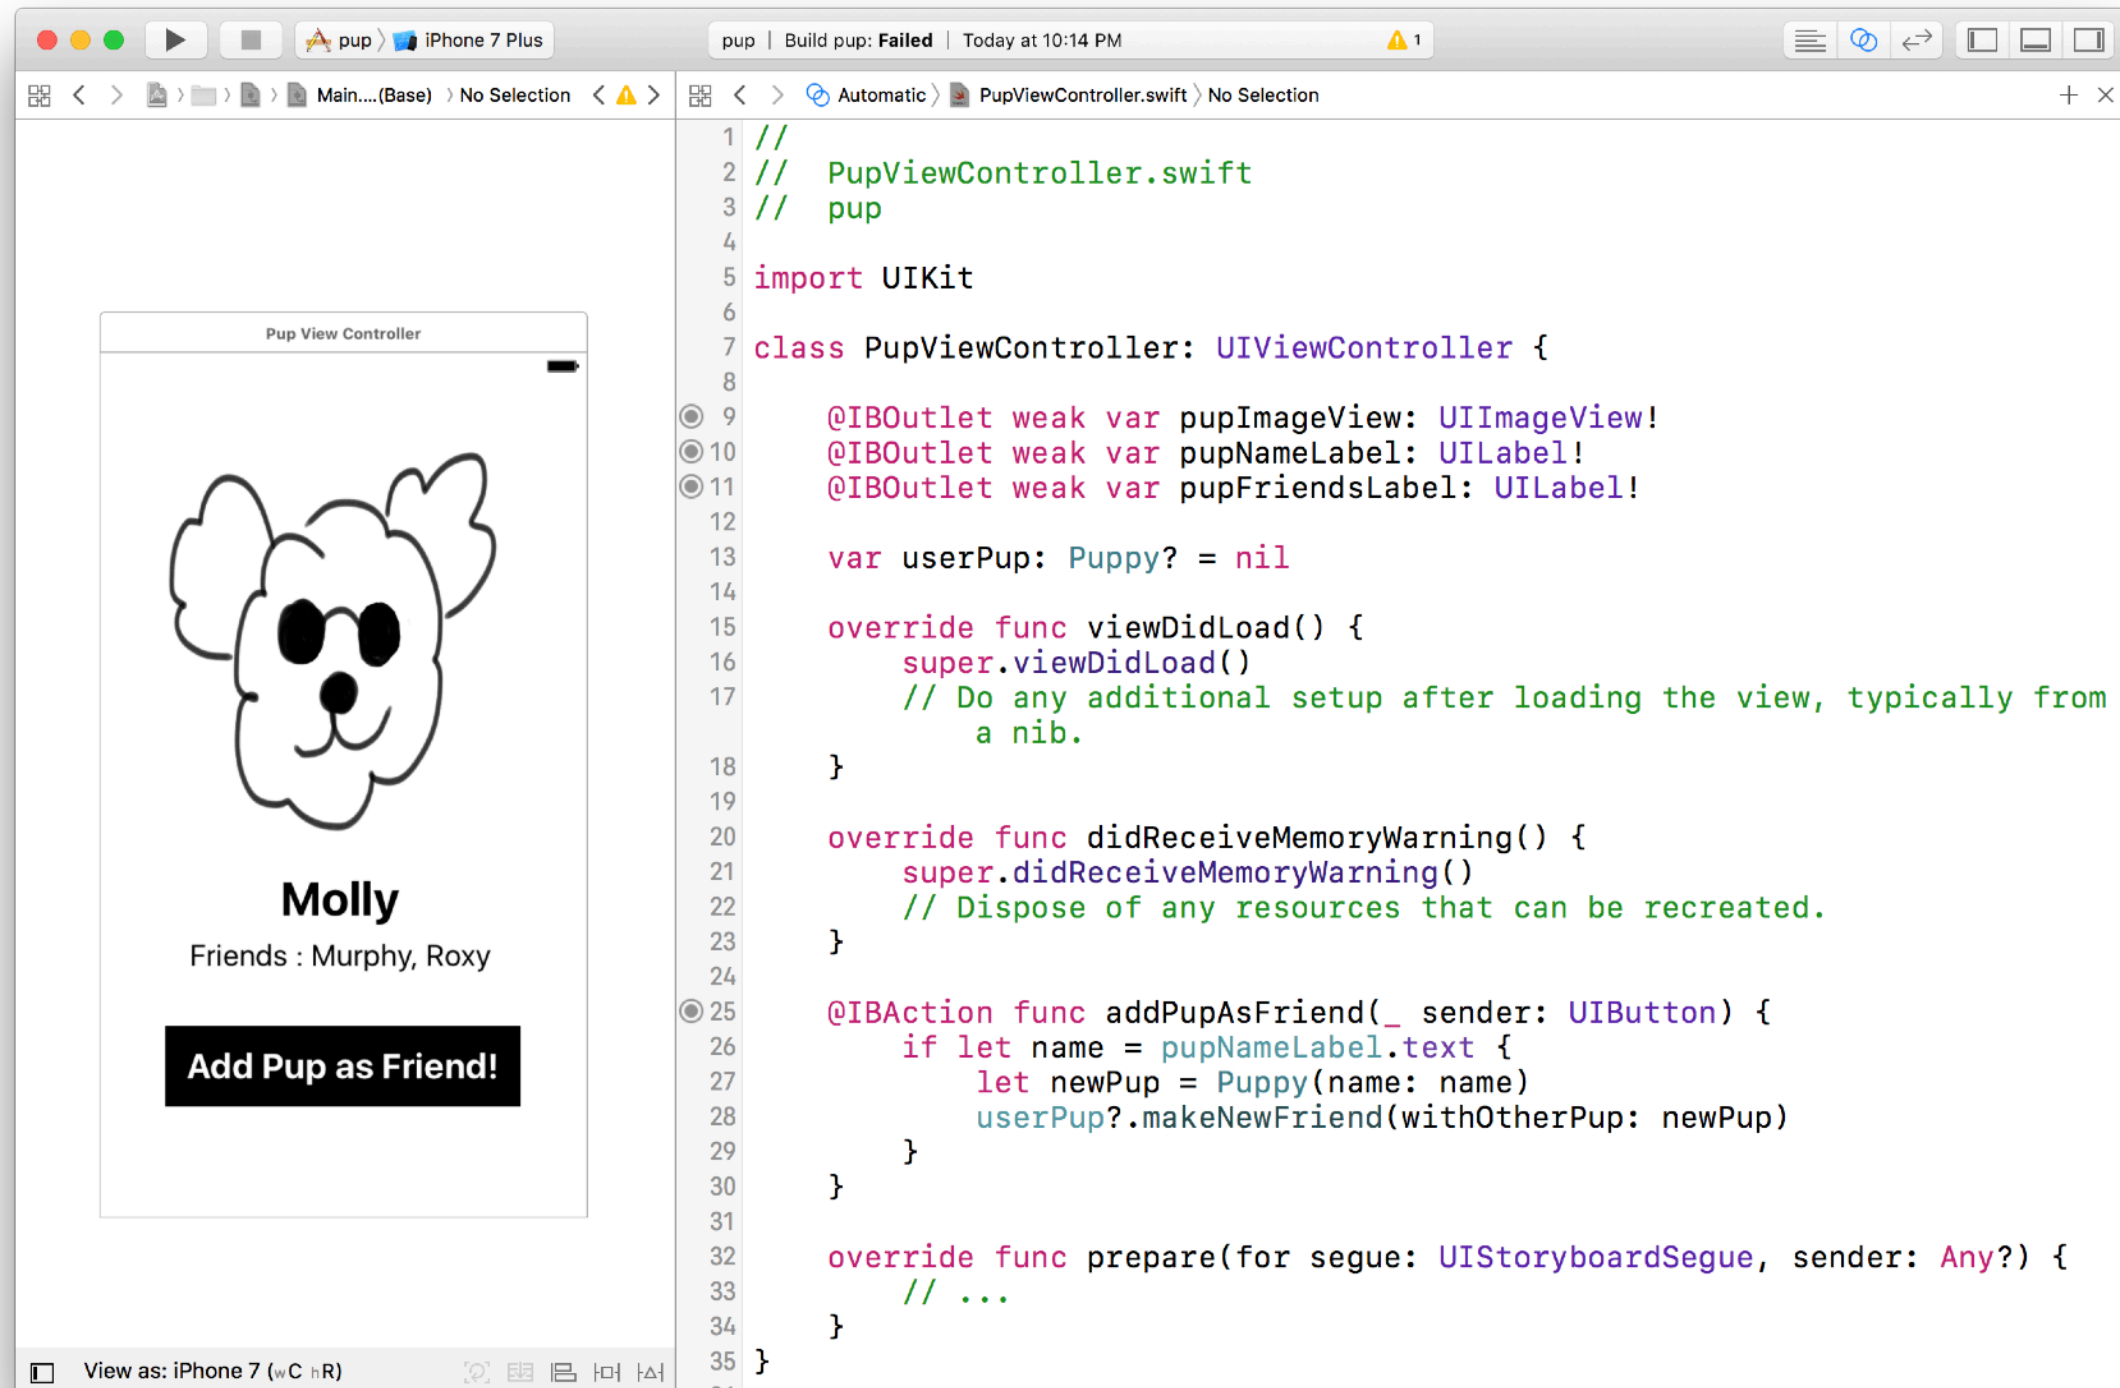 pup iPhone 7 Plus
pup | Build pup: Failed | Today at 10:14 PM 1
Main....(Base) No Selection
Automatic PupViewController.swift No Selection
Pup View Controller
Molly
Friends : Murphy, Roxy
Add Pup as Friend!
View as: iPhone 7 (wC hR)
1 //
2 //  PupViewController.swift
3 //  pup
4
5 import UIKit
6
7 class PupViewController: UIViewController {
8
9     @IBOutlet weak var pupImageView: UIImageView!
10     @IBOutlet weak var pupNameLabel: UILabel!
11     @IBOutlet weak var pupFriendsLabel: UILabel!
12
13     var userPup: Puppy? = nil
14
15     override func viewDidLoad() {
16         super.viewDidLoad()
17         // Do any additional setup after loading the view, typically from
            a nib.
18     }
19
20     override func didReceiveMemoryWarning() {
21         super.didReceiveMemoryWarning()
22         // Dispose of any resources that can be recreated.
23     }
24
25     @IBAction func addPupAsFriend(_ sender: UIButton) {
26         if let name = pupNameLabel.text {
27             let newPup = Puppy(name: name)
28             userPup?.makeNewFriend(withOtherPup: newPup)
29         }
30     }
31
32     override func prepare(for segue: UIStoryboardSegue, sender: Any?) {
33         // ...
34     }
35 }